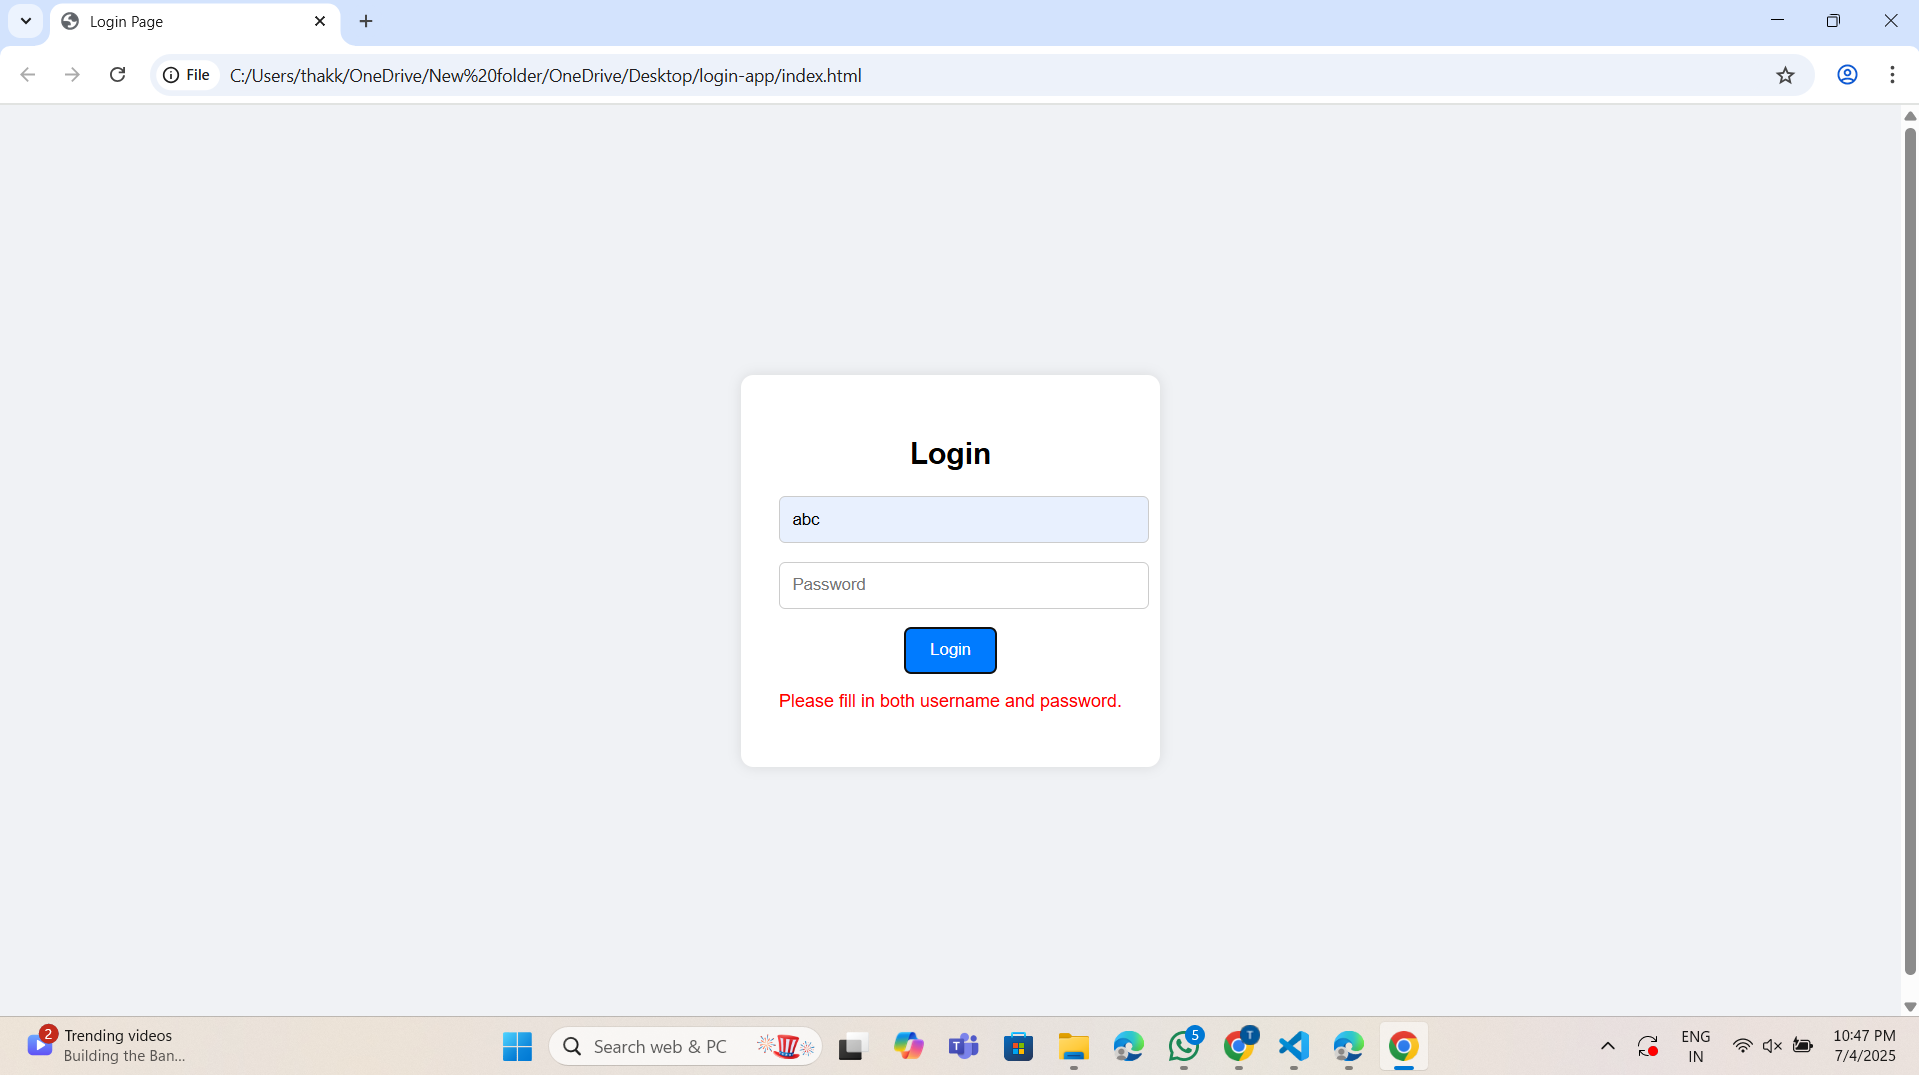 Login Page
File
C:/Users/thakk/OneDrive/New%20folder/OneDrive/Desktop/login-app/index.html
Login
abc
Password
Login
Please fill in both username and password.
2
Trending videos
Building the Ban...
Search web & PC
T
5
T
ENG
IN
10:47 PM
7/4/2025